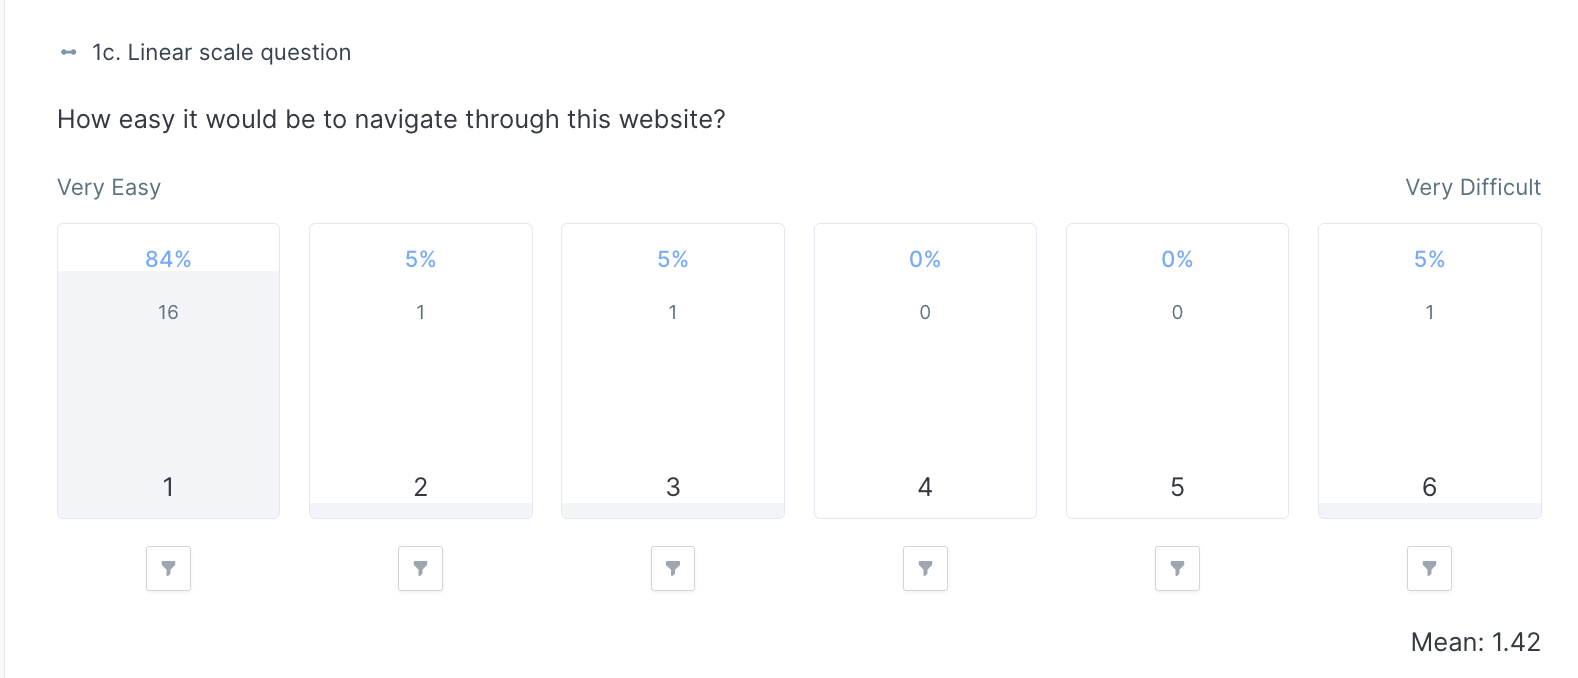 1c. Linear scale question
How easy it would be to navigate through this website?
Very Easy Very Difficult
84% 5% 5% 0% 0% 5%
16 1 1 0 0 1
1 2 3 4 5 6
Mean: 1.42